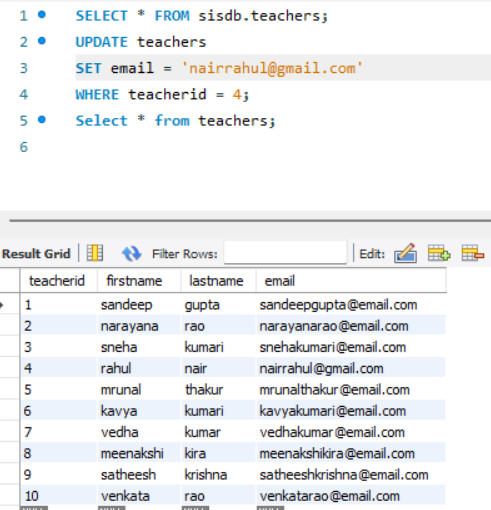 1 SELECT * FROM sisdb.teachers;
2 UPDATE teachers
3 SET email = 'nairrahul@gmail.com'
4 WHERE teacherid = 4;
5 Select * from teachers;
6
Result Grid Filter Rows: Edit:
teacherid firstname lastname email
1 sandeep gupta sandeepgupta@email.com
2 narayana rao narayanarao@email.com
3 sneha kumari snehakumari@email.com
4 rahul nair nairrahul@gmail.com
5 mrunal thakur mrunalthakur@email.com
6 kavya kumari kavyakumari@email.com
7 vedha kumar vedhakumar@email.com
8 meenakshi kira meenakshikira@email.com
9 satheesh krishna satheeshkrishna@email.com
10 venkata rao venkatarao@email.com